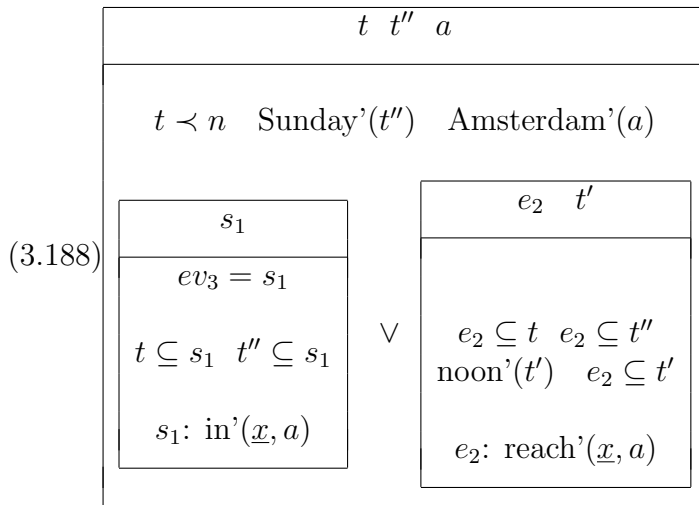 t t″ a
t ≺ n Sunday’(t″) Amsterdam’(a)
(3.188)
s₁
ev₃ = s₁
t ⊆ s₁ t″ ⊆ s₁
s₁: in’(x̲, a)
∨
e₂ t′
e₂ ⊆ t e₂ ⊆ t″
noon’(t′) e₂ ⊆ t′
e₂: reach’(x̲, a)